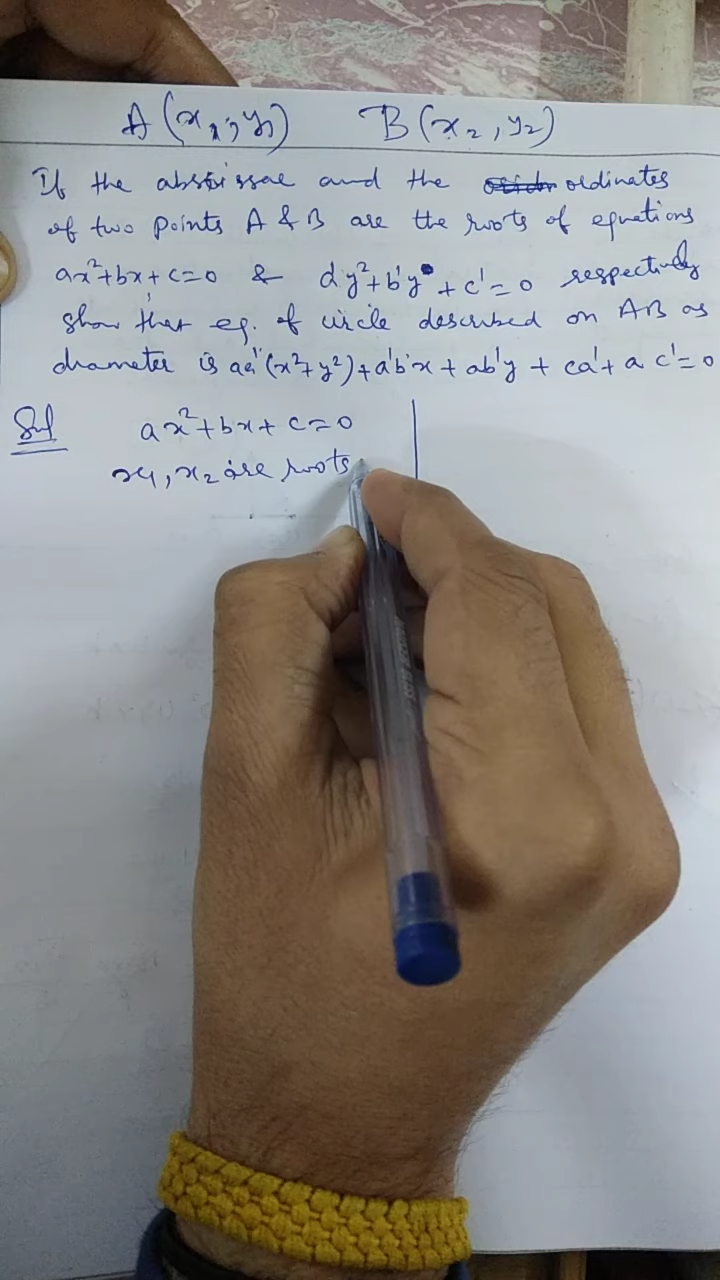 A (x₁, y₁) B (x₂, y₂)
If the absissae and the ordinates
of two points A & B are the roots of equations
ax²+bx+c=0 & a'y²+b'y+c'=0 respectively
show that eq. of circle described on AB as
diameter is aa'(x²+y²)+a'b'x+ab'y+ca'+ac'=0
Sol ax²+bx+c=0
x₁, x₂ are roots